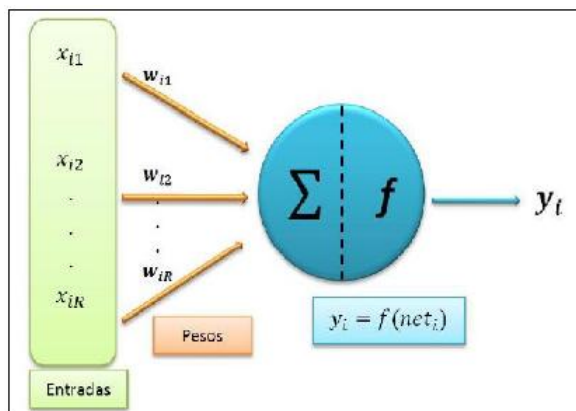 x_{i1}
w_{i1}
x_{i2}
w_{i2}
.
.
.
.
.
.
x_{iR}
w_{iR}
∑ f
y_i
y_i = f(net_i)
Pesos
Entradas